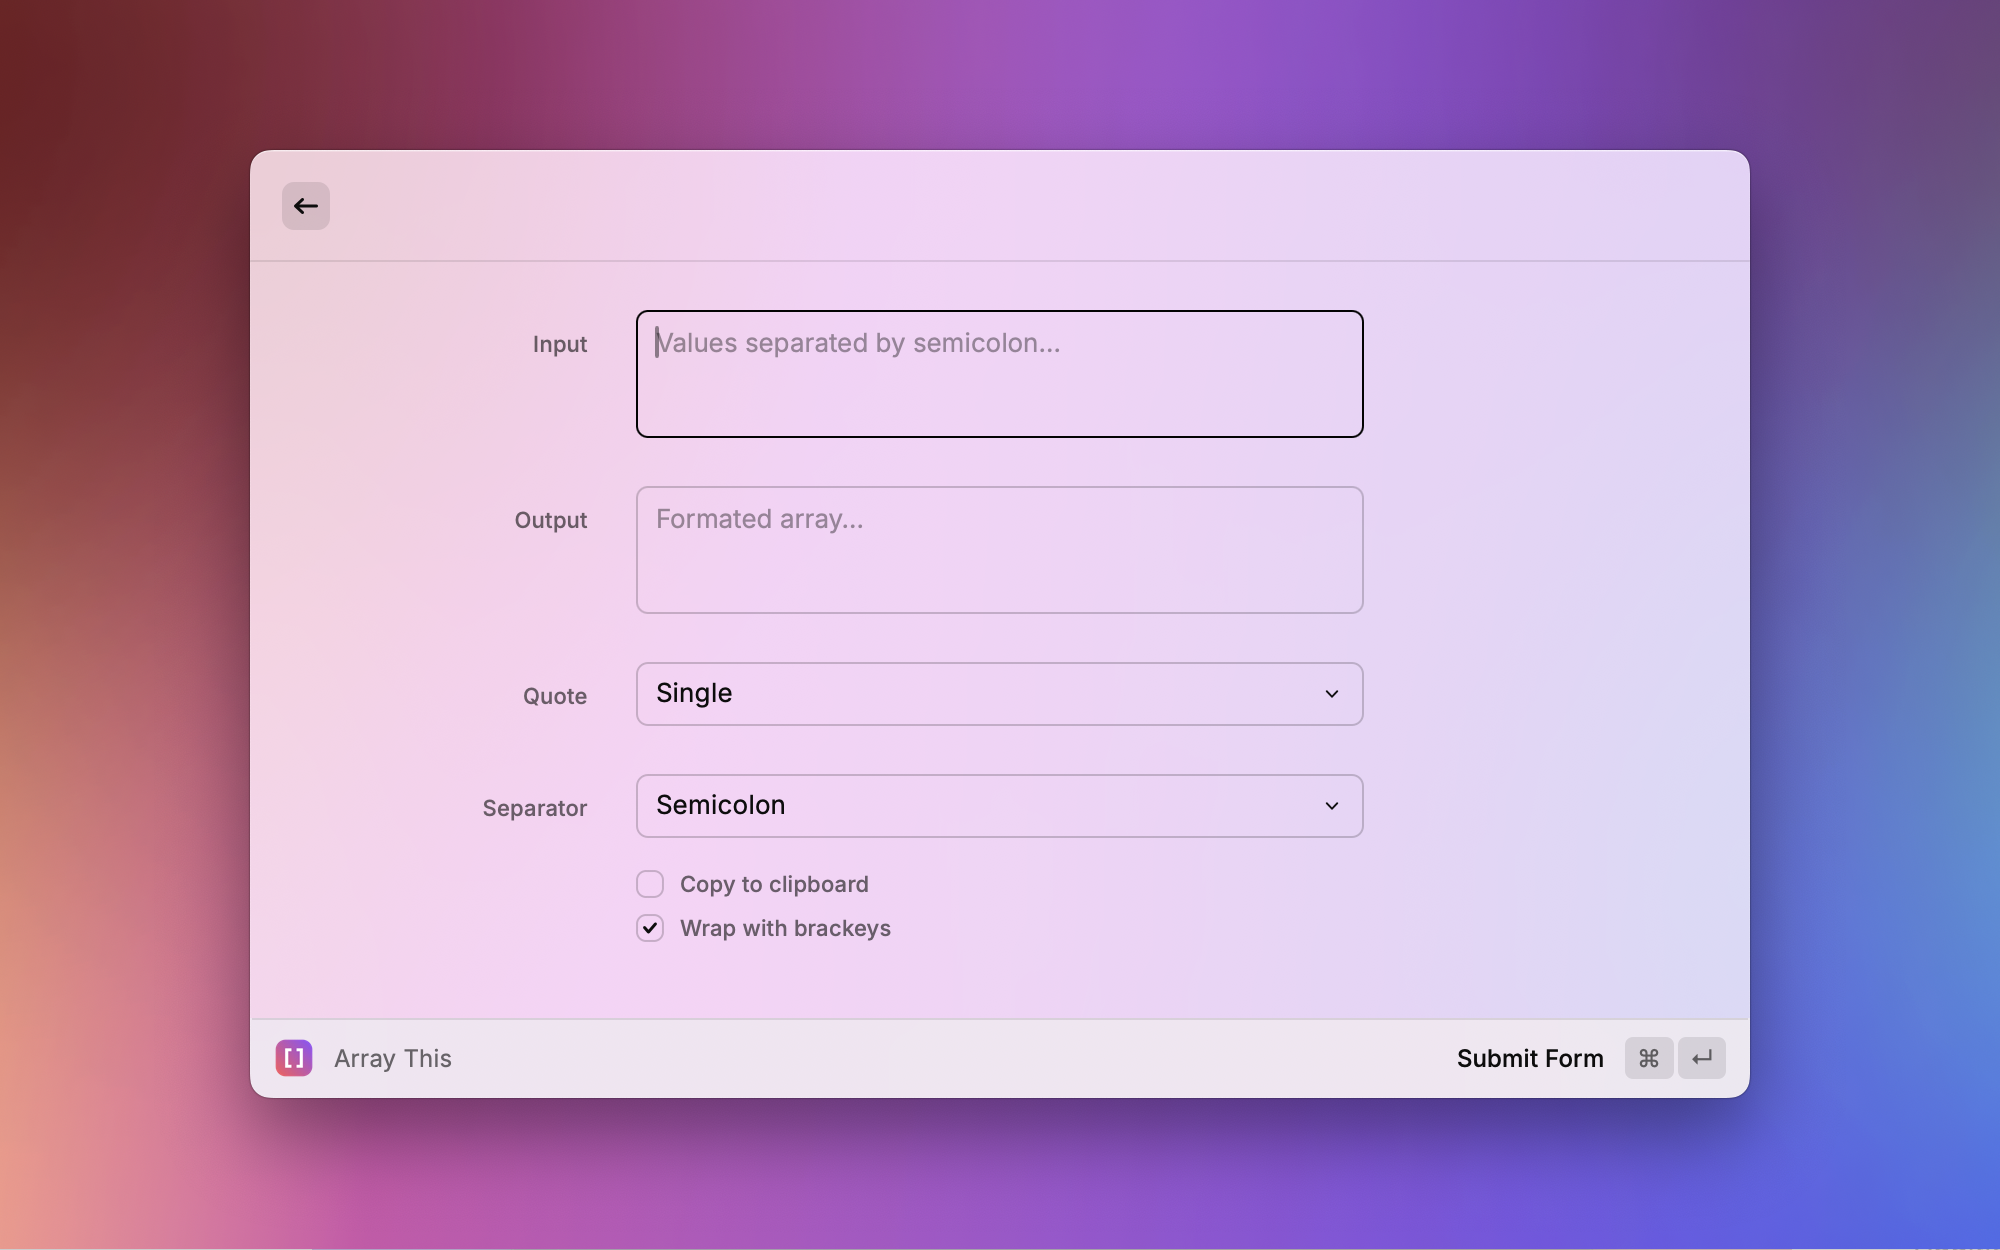 Input
Values separated by semicolon...
Output
Formated array...
Quote
Single
Separator
Semicolon
Copy to clipboard
Wrap with brackeys
[] Array This
Submit Form ⌘ ↵